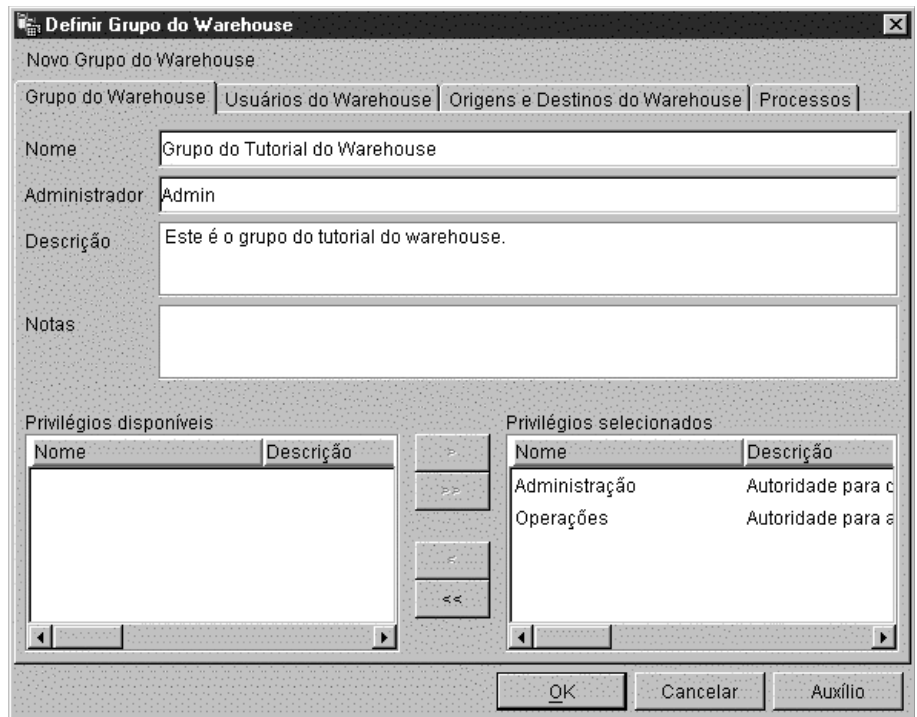 Definir Grupo do Warehouse
Novo Grupo do Warehouse
Grupo do Warehouse Usuários do Warehouse Origens e Destinos do Warehouse Processos
Nome Grupo do Tutorial do Warehouse
Administrador Admin
Descrição Este é o grupo do tutorial do warehouse.
Notas
Privilégios disponíveis Privilégios selecionados
Nome Descrição > Nome Descrição
>> Administração Autoridade para c
Operações Autoridade para a
<
<<
OK Cancelar Auxílio